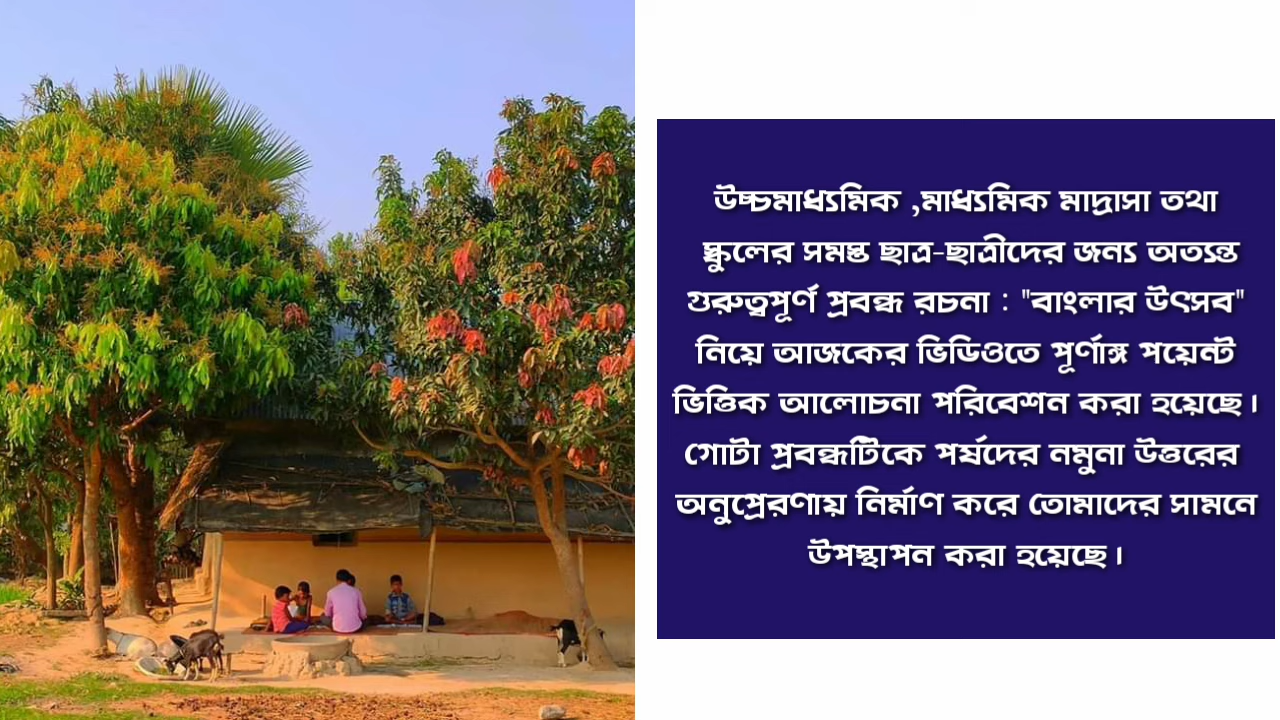 উচ্চমাধ্যমিক ,মাধ্যমিক মাদ্রাসা তথা
স্কুলের সমস্ত ছাত্র-ছাত্রীদের জন্য অত্যন্ত
গুরুত্বপূর্ণ প্রবন্ধ রচনা : "বাংলার উৎসব"
নিয়ে আজকের ভিডিওতে পূর্ণাঙ্গ পয়েন্ট
ভিত্তিক আলোচনা পরিবেশন করা হয়েছে।
গোটা প্রবন্ধটিকে পর্ষদের নমুনা উত্তরের
অনুপ্রেরণায় নির্মাণ করে তোমাদের সামনে
উপস্থাপন করা হয়েছে।